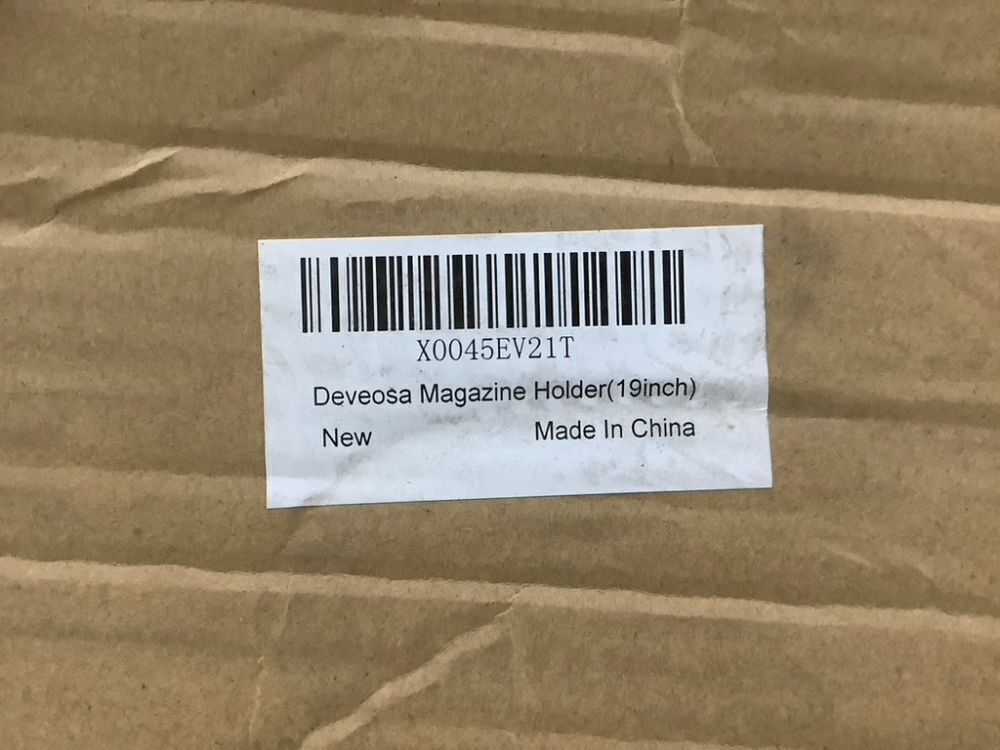 X0045EV21T
Deveosa Magazine Holder(19inch)
New Made In China